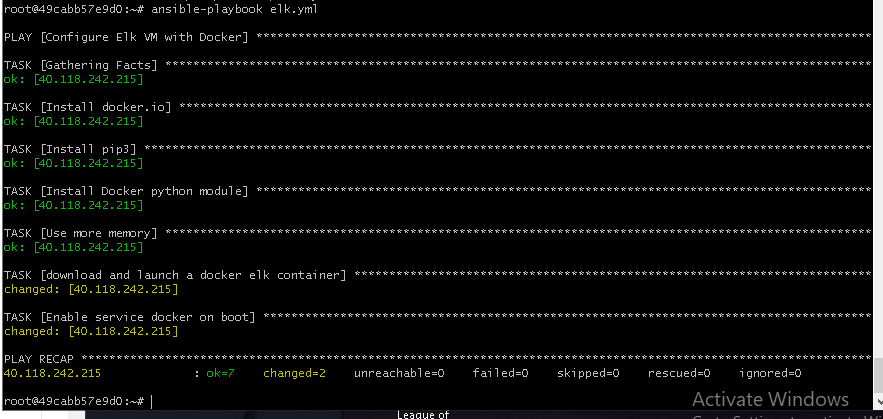 root@49cabb57e9d0:~# ansible-playbook elk.yml
PLAY [Configure Elk VM with Docker] ****************************************************************************************
TASK [Gathering Facts] *****************************************************************************************************
ok: [40.118.242.215]
TASK [Install docker.io] ***************************************************************************************************
ok: [40.118.242.215]
TASK [Install pip3] ********************************************************************************************************
ok: [40.118.242.215]
TASK [Install Docker python module] ****************************************************************************************
ok: [40.118.242.215]
TASK [Use more memory] *****************************************************************************************************
ok: [40.118.242.215]
TASK [download and launch a docker elk container] **************************************************************************
changed: [40.118.242.215]
TASK [Enable service docker on boot] ***************************************************************************************
changed: [40.118.242.215]
PLAY RECAP *****************************************************************************************************************
40.118.242.215 : ok=7 changed=2 unreachable=0 failed=0 skipped=0 rescued=0 ignored=0
root@49cabb57e9d0:~#
Activate Windows
League of